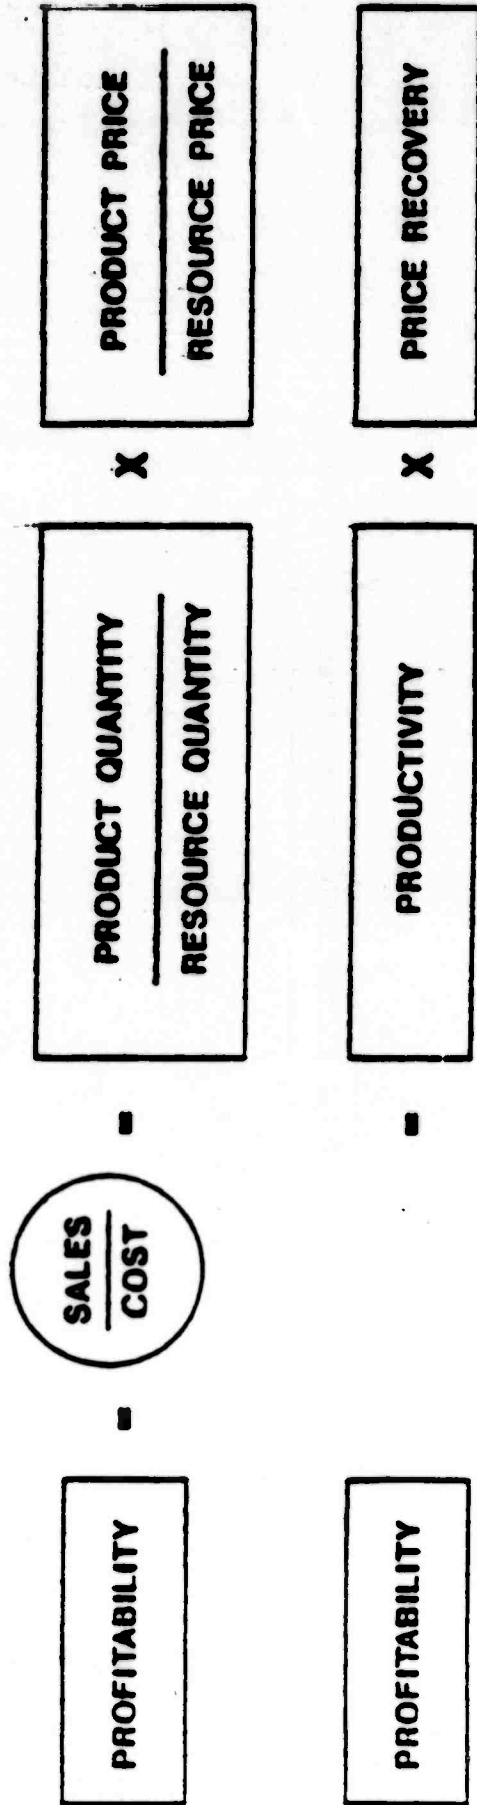 PROFITABILITY = SALES / COST = PRODUCT QUANTITY / RESOURCE QUANTITY X PRODUCT PRICE / RESOURCE PRICE
PROFITABILITY = PRODUCTIVITY X PRICE RECOVERY